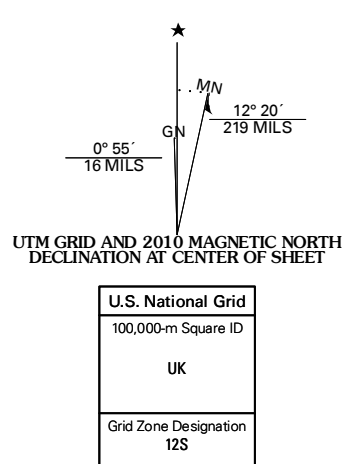 ★
MN
GN
12° 20´
219 MILS
0° 55´
16 MILS
UTM GRID AND 2010 MAGNETIC NORTH
DECLINATION AT CENTER OF SHEET
U.S. National Grid
100,000-m Square ID
UK
Grid Zone Designation
12S